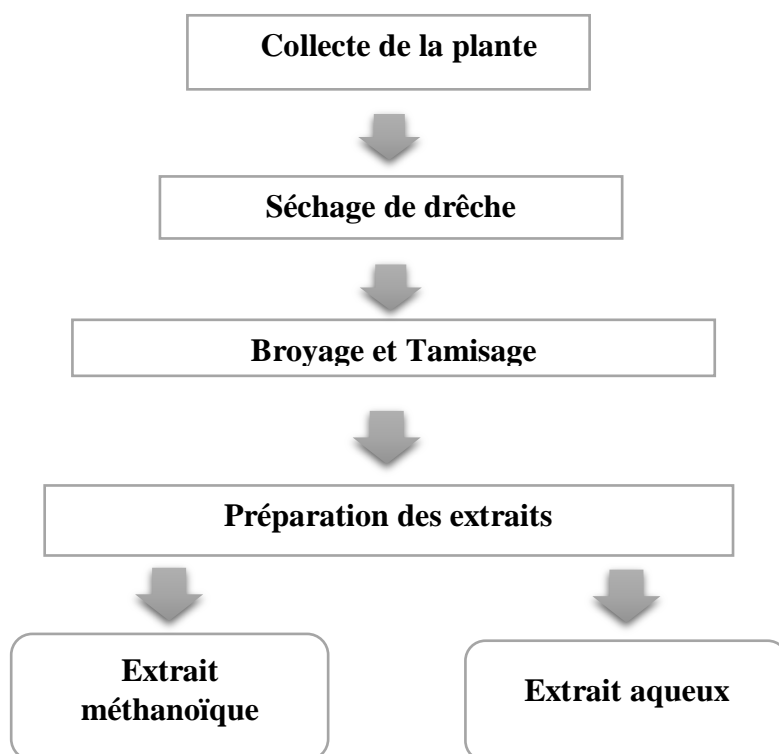 Collecte de la plante
Séchage de drêche
Broyage et Tamisage
Préparation des extraits
Extrait
méthanoïque
Extrait aqueux